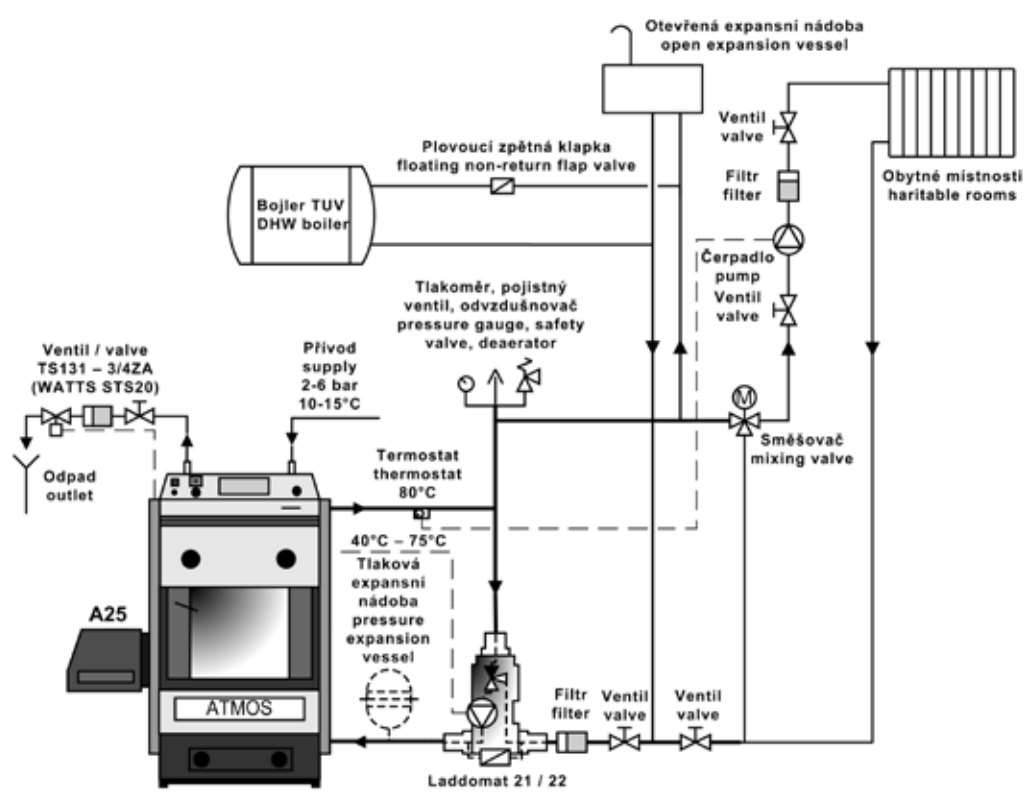 Otevřená expansní nádoba
open expansion vessel
Ventil
valve
Plovoucí zpětná klapka
floating non-return flap valve
Filtr
filter
Obytné místnosti
haritable rooms
Bojler TUV
DHW boiler
Čerpadlo
pump
Ventil
valve
Tlakoměr, pojistný
ventil, odvzdušnovač
pressure gauge, safety
valve, deaerator
Ventil / valve
TS131 – 3/4ZA
(WATTS STS20)
Přívod
supply
2-6 bar
10-15°C
M
Směšovač
mixing valve
Odpad
outlet
Termostat
thermostat
80°C
40°C – 75°C
Tlaková
expansní
nádoba
pressure
expansion
vessel
A25
ATMOS
Filtr
filter
Ventil
valve
Ventil
valve
Laddomat 21 / 22